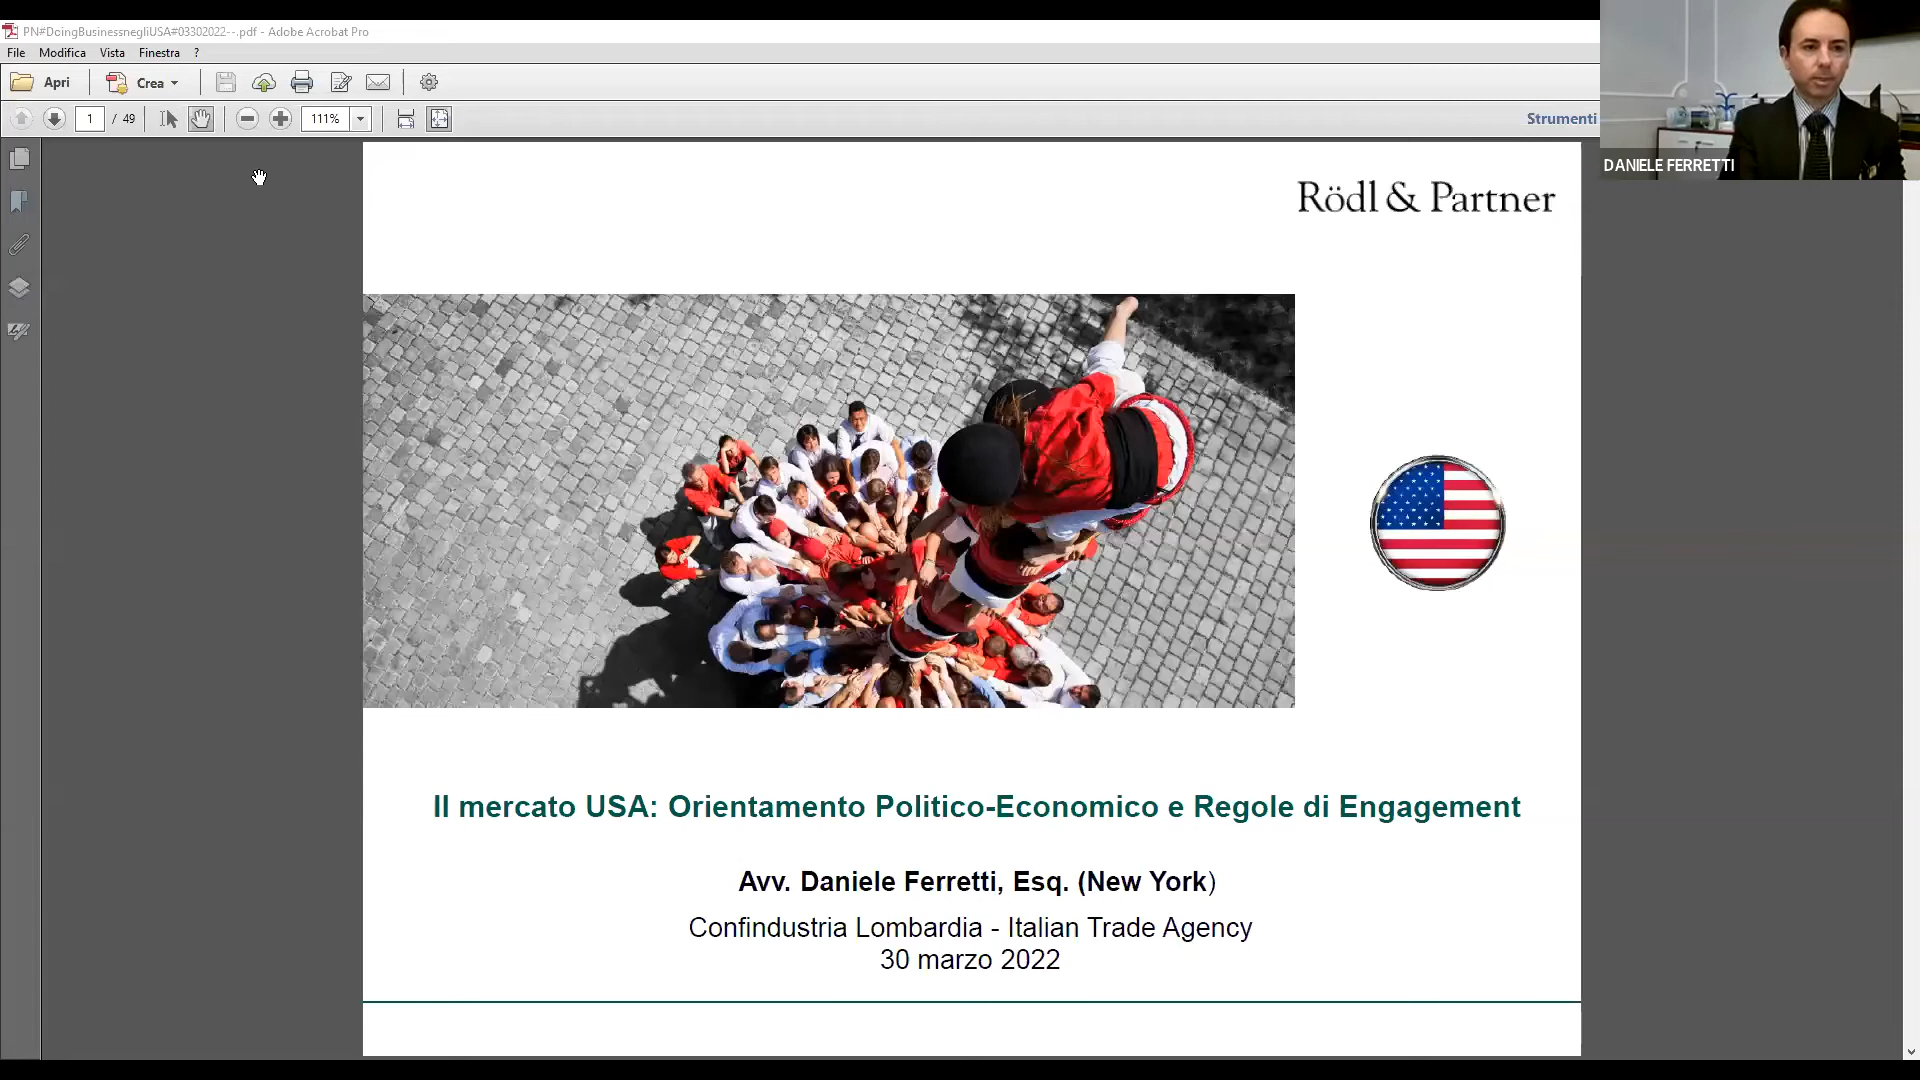 PN#DoingBusinessnegliUSA#03302022--.pdf - Adobe Acrobat Pro
File Modifica Vista Finestra ?
Apri Crea
1 / 49 111% Strumenti
DANIELE FERRETTI
Rödl & Partner
Il mercato USA: Orientamento Politico-Economico e Regole di Engagement
Avv. Daniele Ferretti, Esq. (New York)
Confindustria Lombardia - Italian Trade Agency
30 marzo 2022